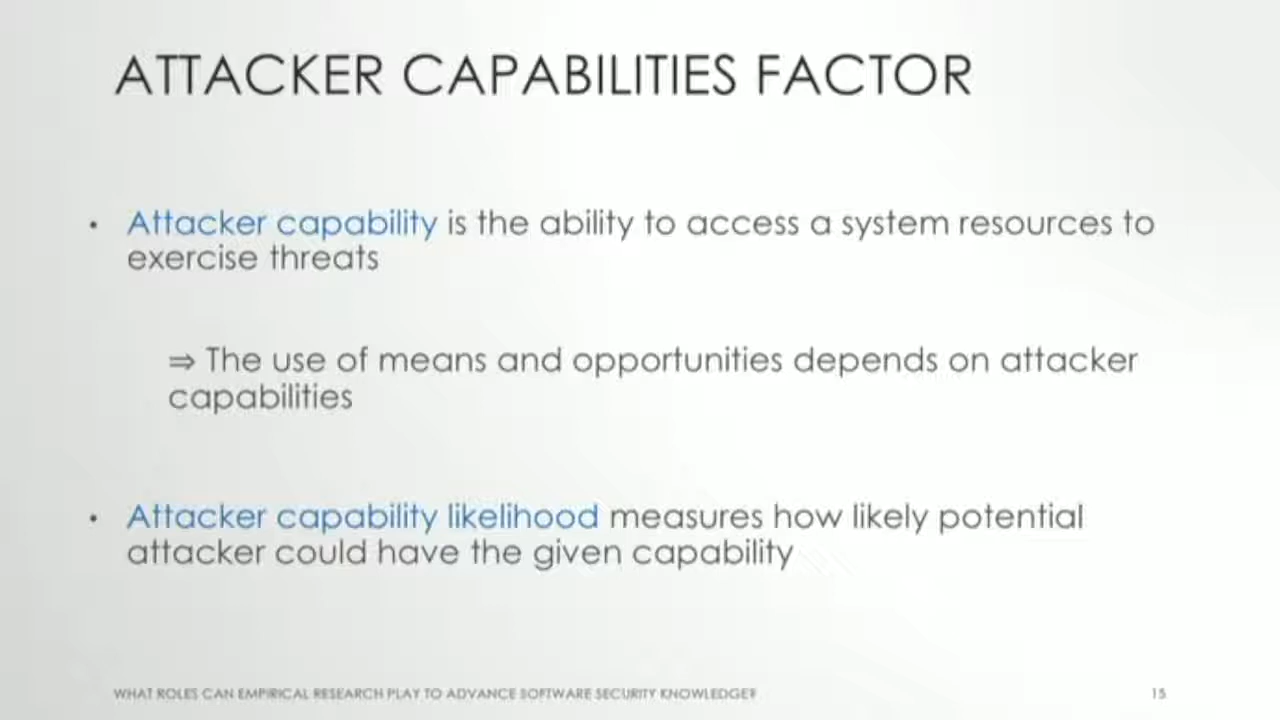 ATTACKER CAPABILITIES FACTOR
• Attacker capability is the ability to access a system resources to
exercise threats
⇒ The use of means and opportunities depends on attacker
capabilities
• Attacker capability likelihood measures how likely potential
attacker could have the given capability
WHAT ROLES CAN EMPIRICAL RESEARCH PLAY TO ADVANCE SOFTWARE SECURITY KNOWLEDGE?
15